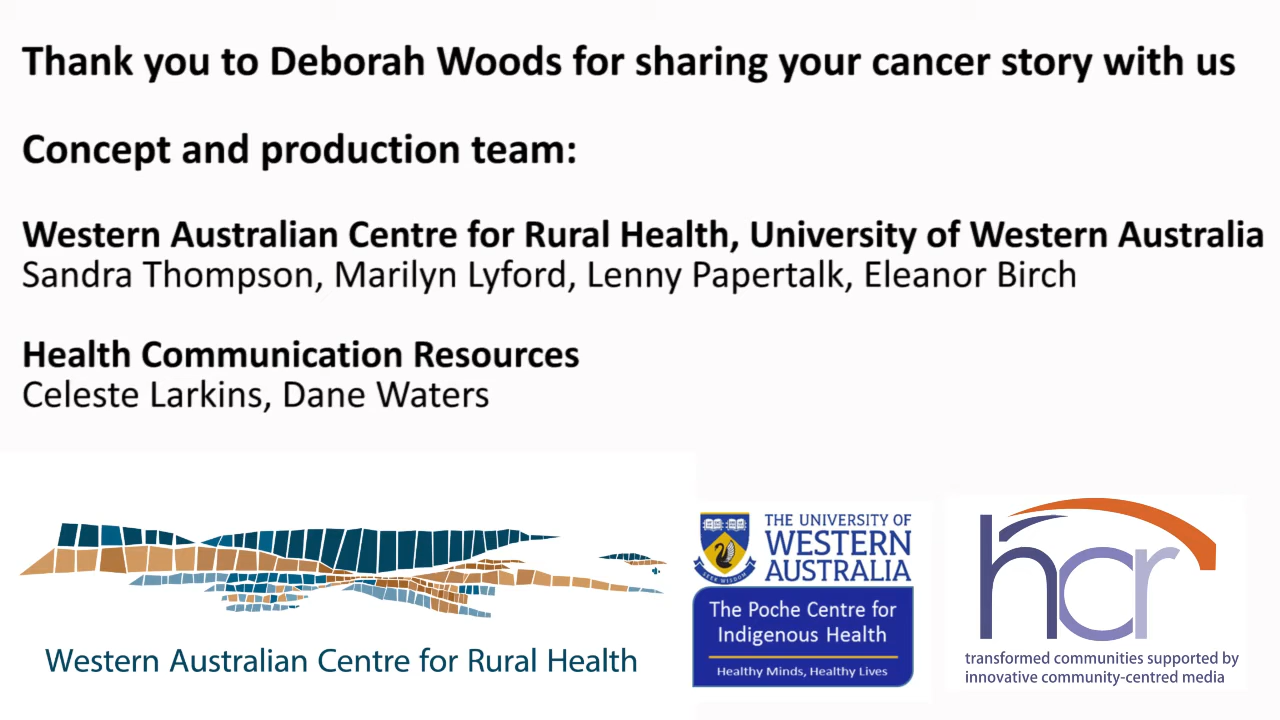 Thank you to Deborah Woods for sharing your cancer story with us
Concept and production team:
Western Australian Centre for Rural Health, University of Western Australia
Sandra Thompson, Marilyn Lyford, Lenny Papertalk, Eleanor Birch
Health Communication Resources
Celeste Larkins, Dane Waters
Western Australian Centre for Rural Health
SEEK WISDOM
THE UNIVERSITY OF
WESTERN
AUSTRALIA
The Poche Centre for
Indigenous Health
Healthy Minds, Healthy Lives
hcr
transformed communities supported by
innovative community-centred media